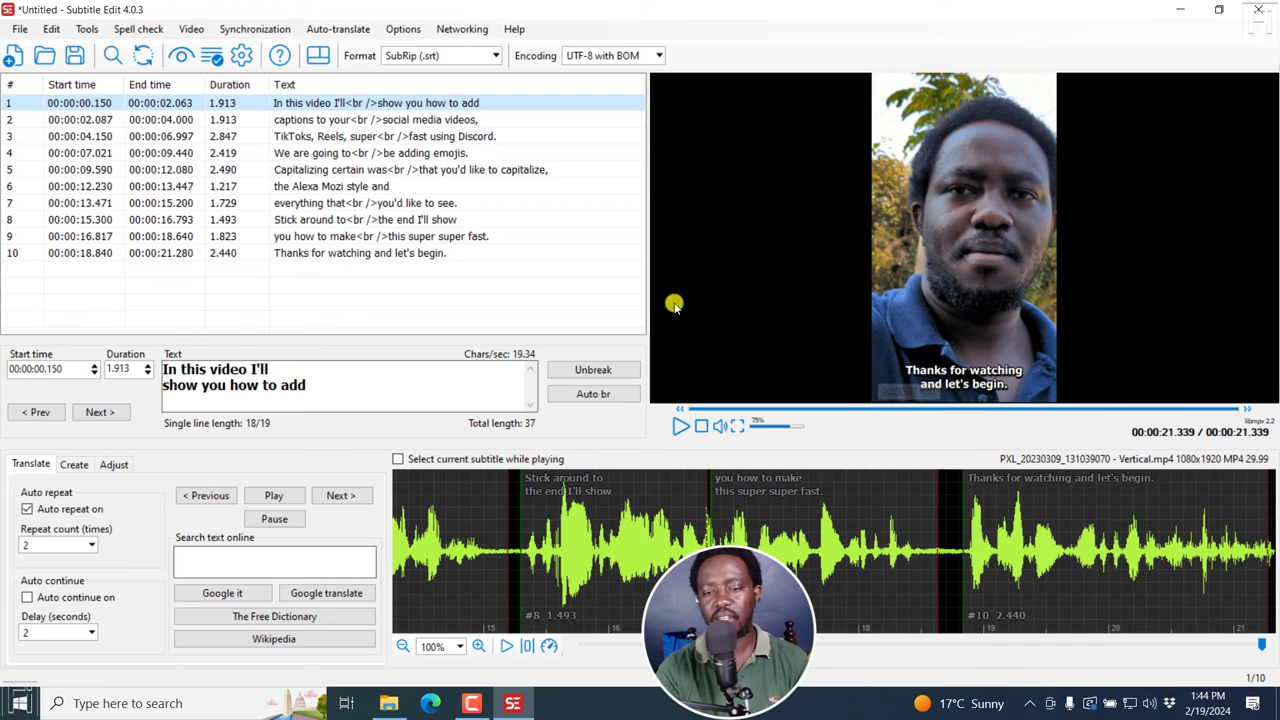 *Untitled - Subtitle Edit 4.0.3
File Edit Tools Spell check Video Synchronization Auto-translate Options Networking Help
Format SubRip (.srt) Encoding UTF-8 with BOM
# Start time End time Duration Text
1 00:00:00.150 00:00:02.063 1.913 In this video I'll<br />show you how to add
2 00:00:02.087 00:00:04.000 1.913 captions to your<br />social media videos,
3 00:00:04.150 00:00:06.997 2.847 TikToks, Reels, super<br />fast using Discord.
4 00:00:07.021 00:00:09.440 2.419 We are going to<br />be adding emojis.
5 00:00:09.590 00:00:12.080 2.490 Capitalizing certain was<br />that you'd like to capitalize,
6 00:00:12.230 00:00:13.447 1.217 the Alexa Mozi style and
7 00:00:13.471 00:00:15.200 1.729 everything that<br />you'd like to see.
8 00:00:15.300 00:00:16.793 1.493 Stick around to<br />the end I'll show
9 00:00:16.817 00:00:18.640 1.823 you how to make<br />this super super fast.
10 00:00:18.840 00:00:21.280 2.440 Thanks for watching and let's begin.
Thanks for watching
and let's begin.
Start time Duration Text Chars/sec: 19.34
00:00:00.150 1.913
In this video I'll
show you how to add
Unbreak
Auto br
< Prev Next >
Single line length: 18/19 Total length: 37
75%
libmpv 2.2
00:00:21.339 / 00:00:21.339
Translate Create Adjust
Select current subtitle while playing
PXL_20230309_131039070 - Vertical.mp4 1080x1920 MP4 29.99
Auto repeat
Auto repeat on
Repeat count (times)
2
Auto continue
Auto continue on
Delay (seconds)
2
< Previous Play Next >
Pause
Search text online
Google it Google translate
The Free Dictionary
Wikipedia
Stick around to
the end I'll show
you how to make
this super super fast.
Thanks for watching and let's begin.
#8 1.493
#10 2.440
15 16 18 19 20 21
100%
1/10
Type here to search
17°C Sunny
1:44 PM
2/19/2024